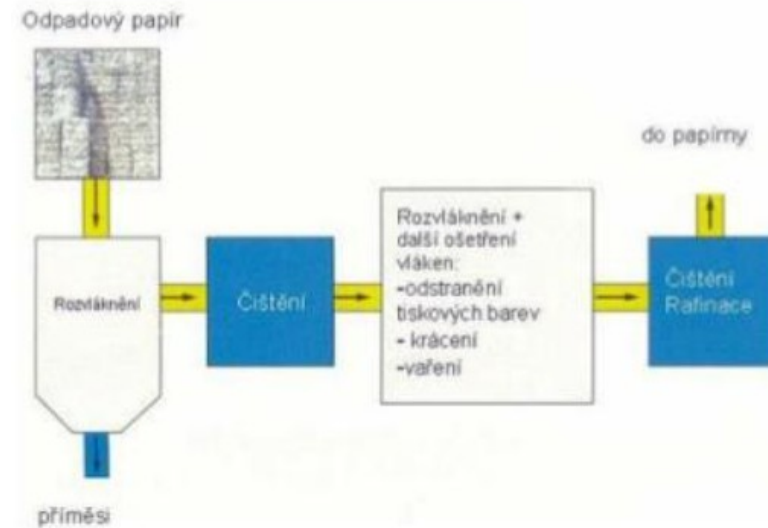 Odpadový papír
do papírny
Rozvláknění
Čištění
Rozvláknění +
další ošetření
vláken:
-odstranění
tiskových barev
- krácení
-vaření
Čištění
Rafinace
příměsi